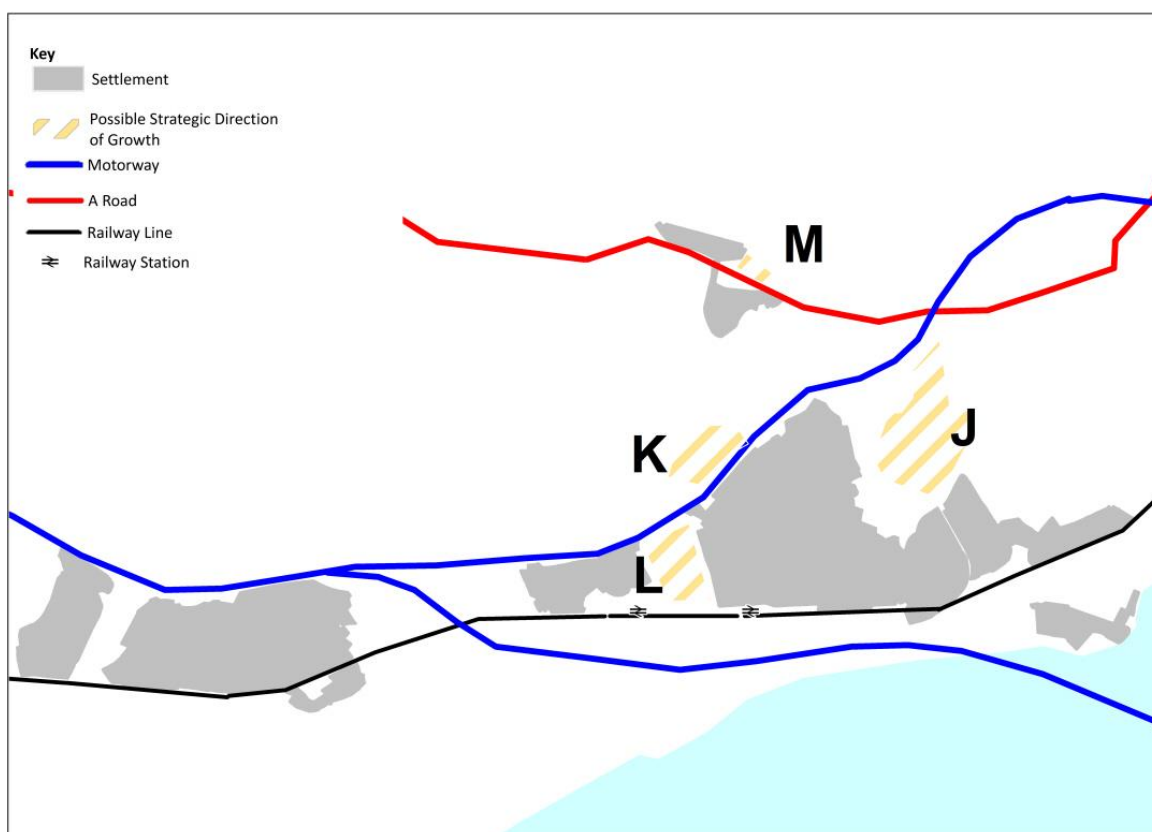 Key
Settlement
Possible Strategic Direction
of Growth
Motorway
A Road
Railway Line
Railway Station
M
J
K
L